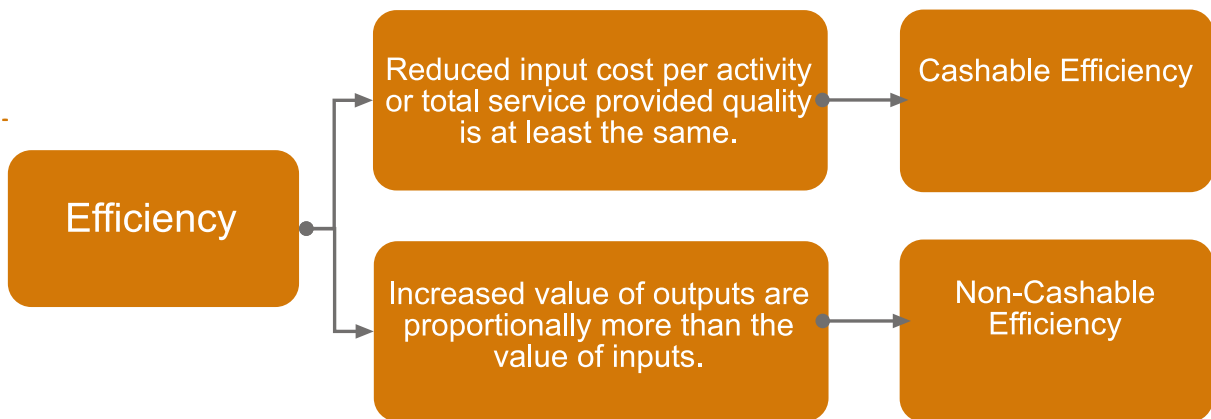 Efficiency
Reduced input cost per activity
or total service provided quality
is at least the same.
Cashable Efficiency
Increased value of outputs are
proportionally more than the
value of inputs.
Non-Cashable
Efficiency